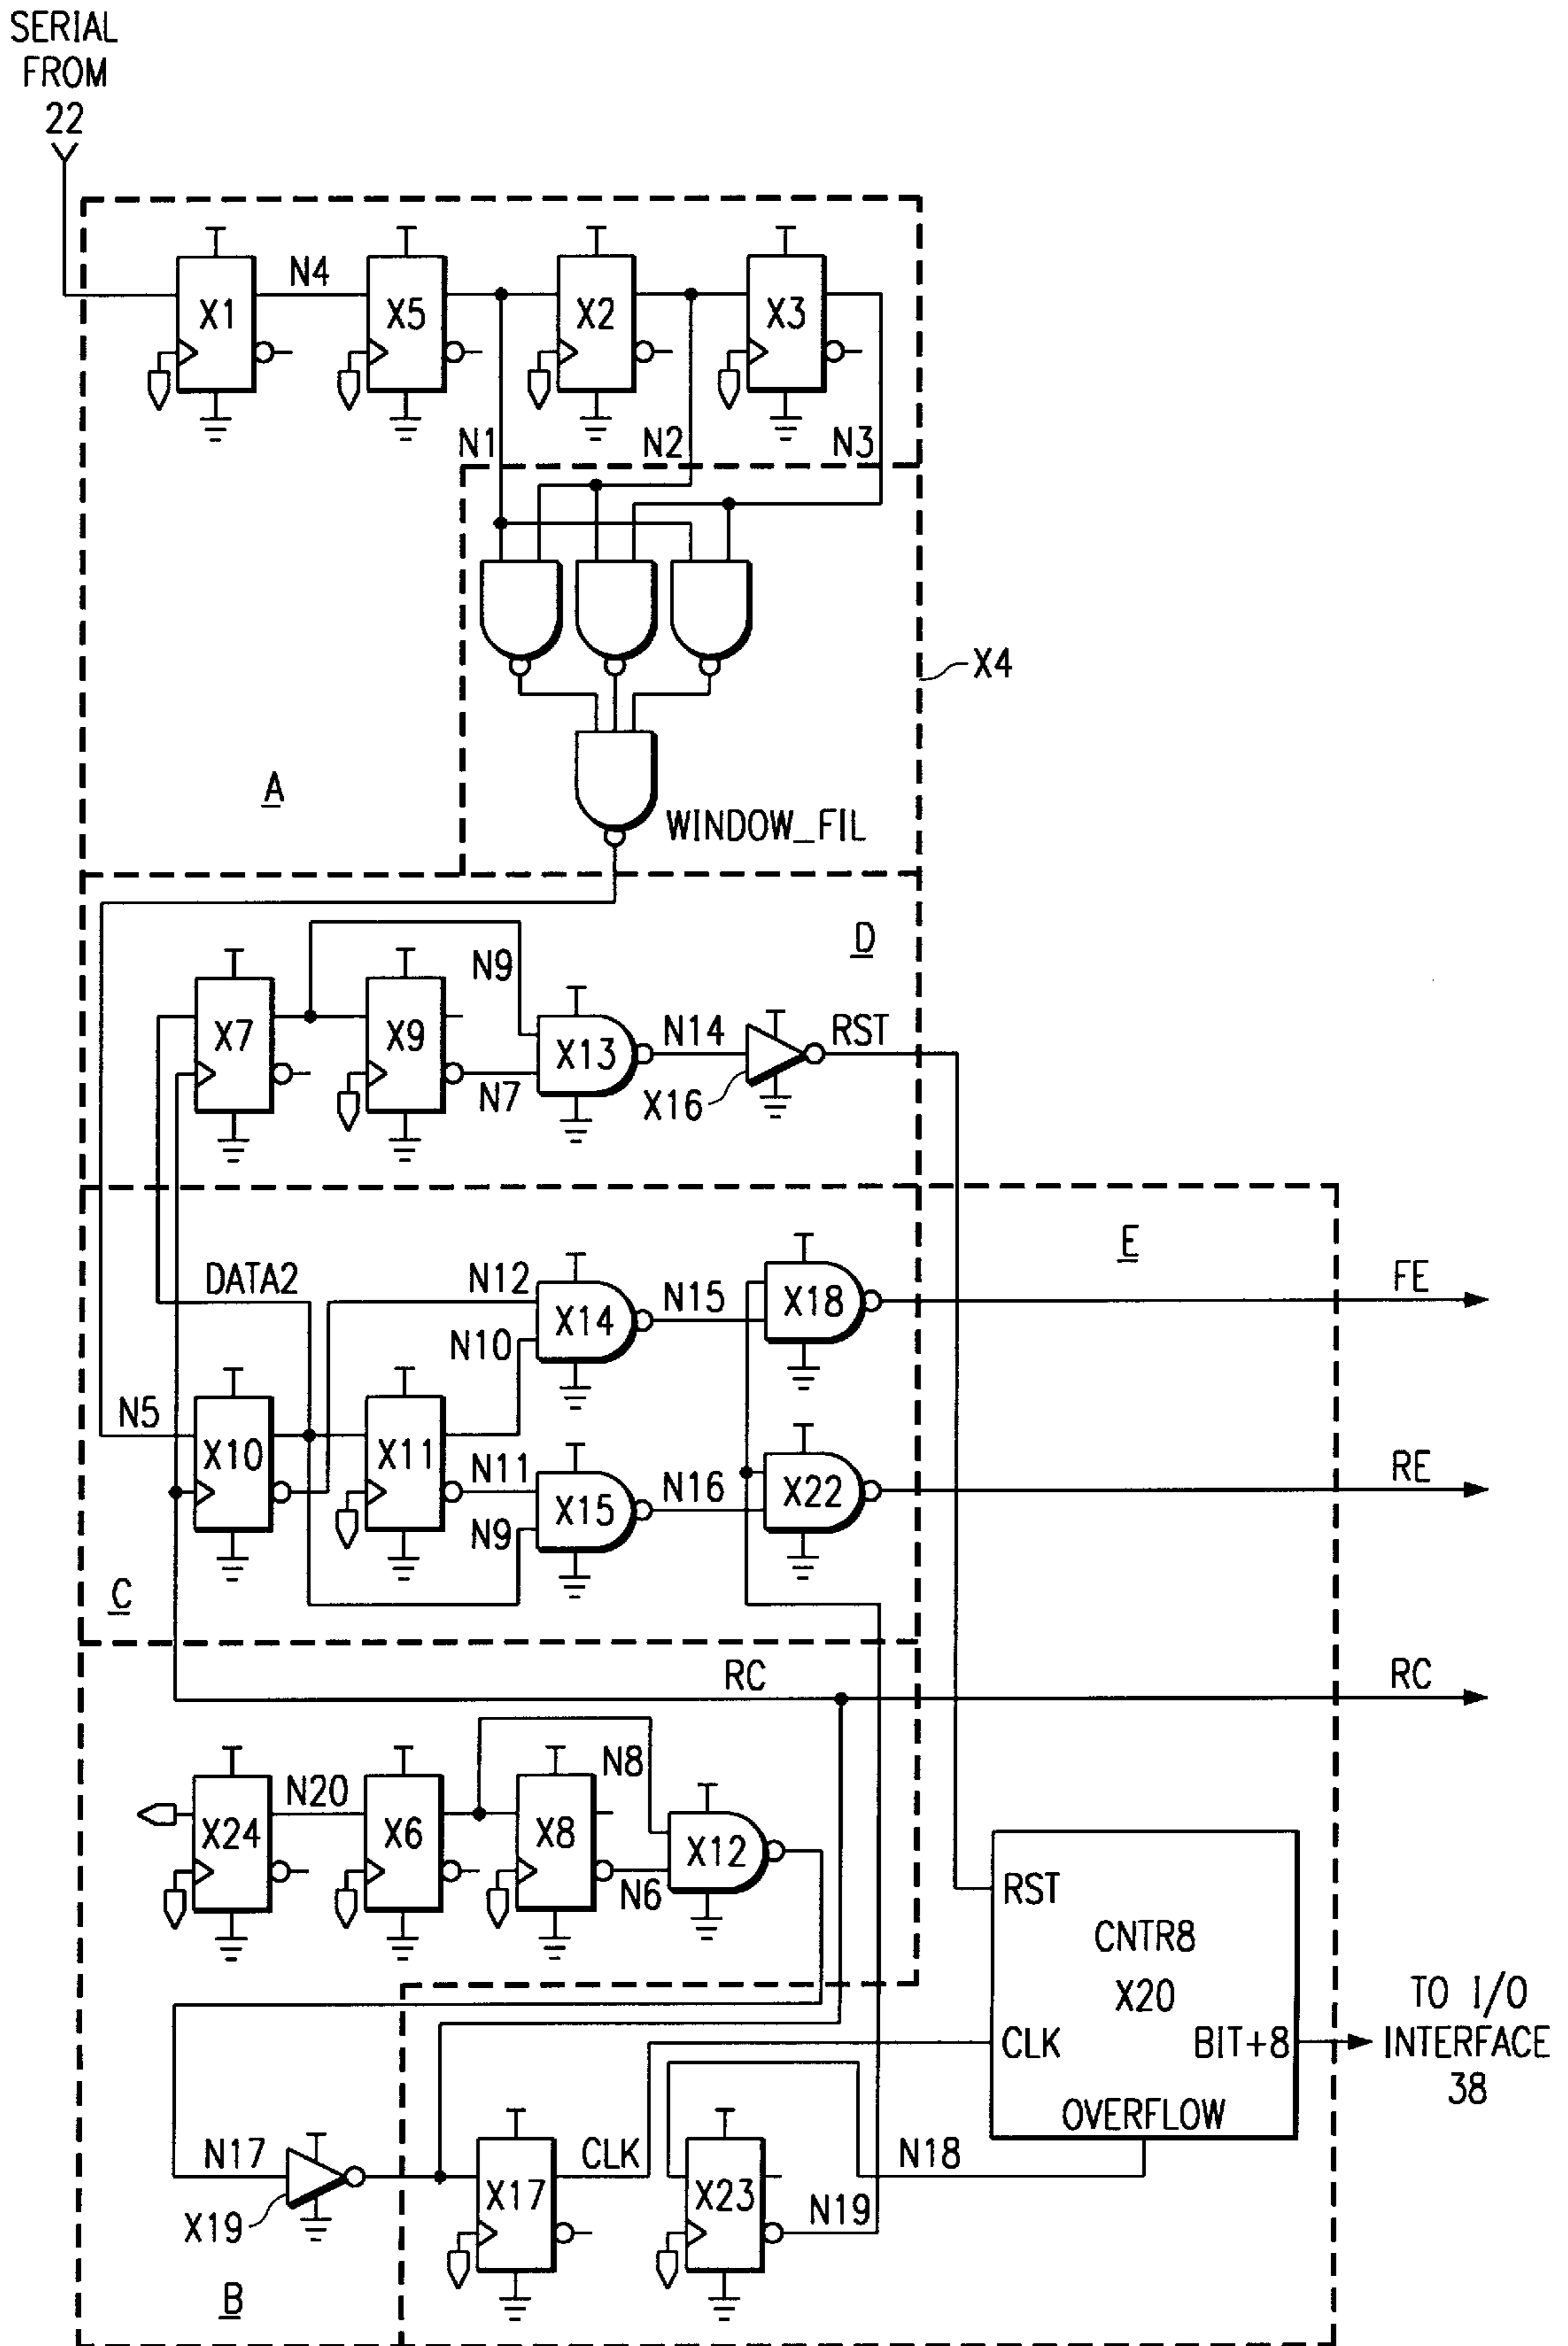 SERIAL
FROM
22
X1
N4
X5
X2
X3
N1
N2
N3
X4
A
WINDOW_FIL
D
X7
X9
N9
N7
X13
N14
X16
RST
E
DATA2
N12
N10
X14
N15
X18
FE
N5
X10
X11
N11
N9
X15
N16
X22
RE
C
RC
RC
X24
N20
X6
X8
N8
N6
X12
RST
CNTR8
X20
CLK
BIT+8
OVERFLOW
TO I/O
INTERFACE
38
N17
X19
X17
CLK
X23
N18
N19
B